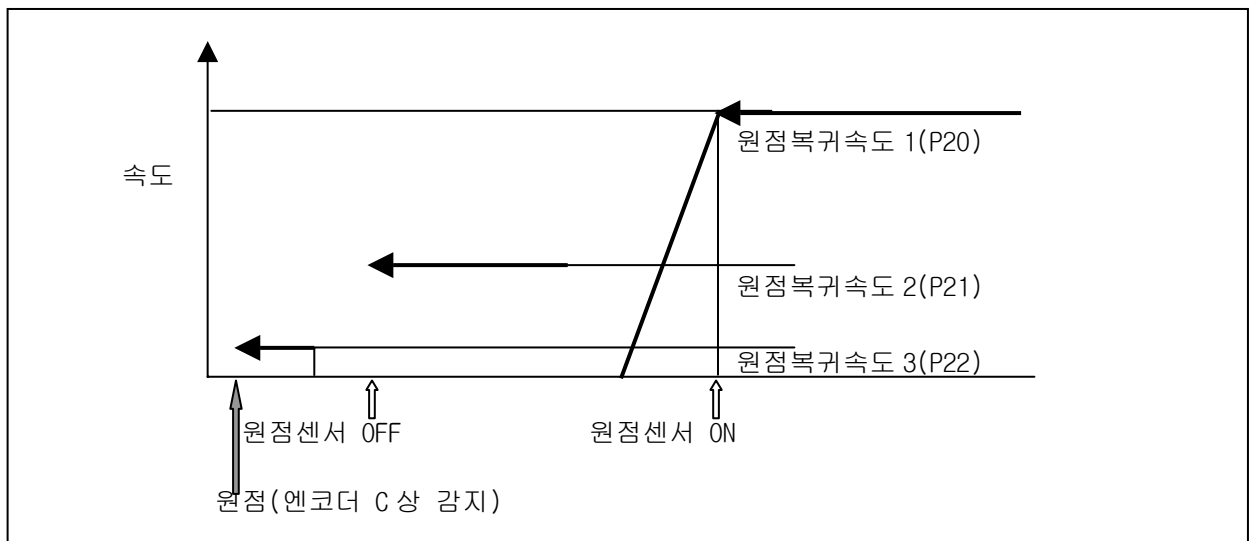 원점복귀속도 1(P20)
속도
원점복귀속도 2(P21)
원점복귀속도 3(P22)
원점센서 OFF
원점센서 ON
원점(엔코더 C 상 감지)